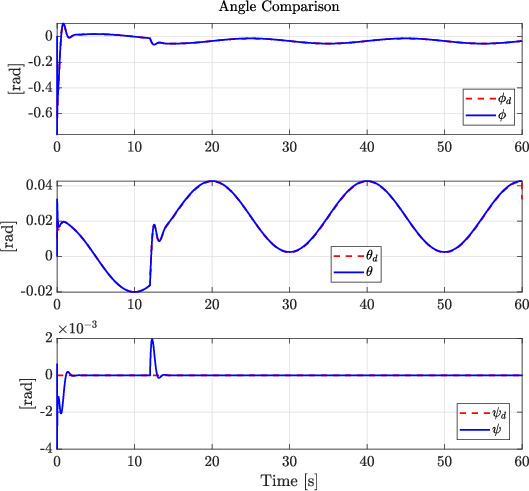 Angle Comparison
0
-0.2
-0.4
-0.6
[rad]
ϕ_d
ϕ
0 10 20 30 40 50 60
0.04
0.02
0
-0.02
[rad]
θ_d
θ
0 10 20 30 40 50 60
×10⁻³
2
0
-2
-4
[rad]
ψ_d
ψ
0 10 20 30 40 50 60
Time [s]